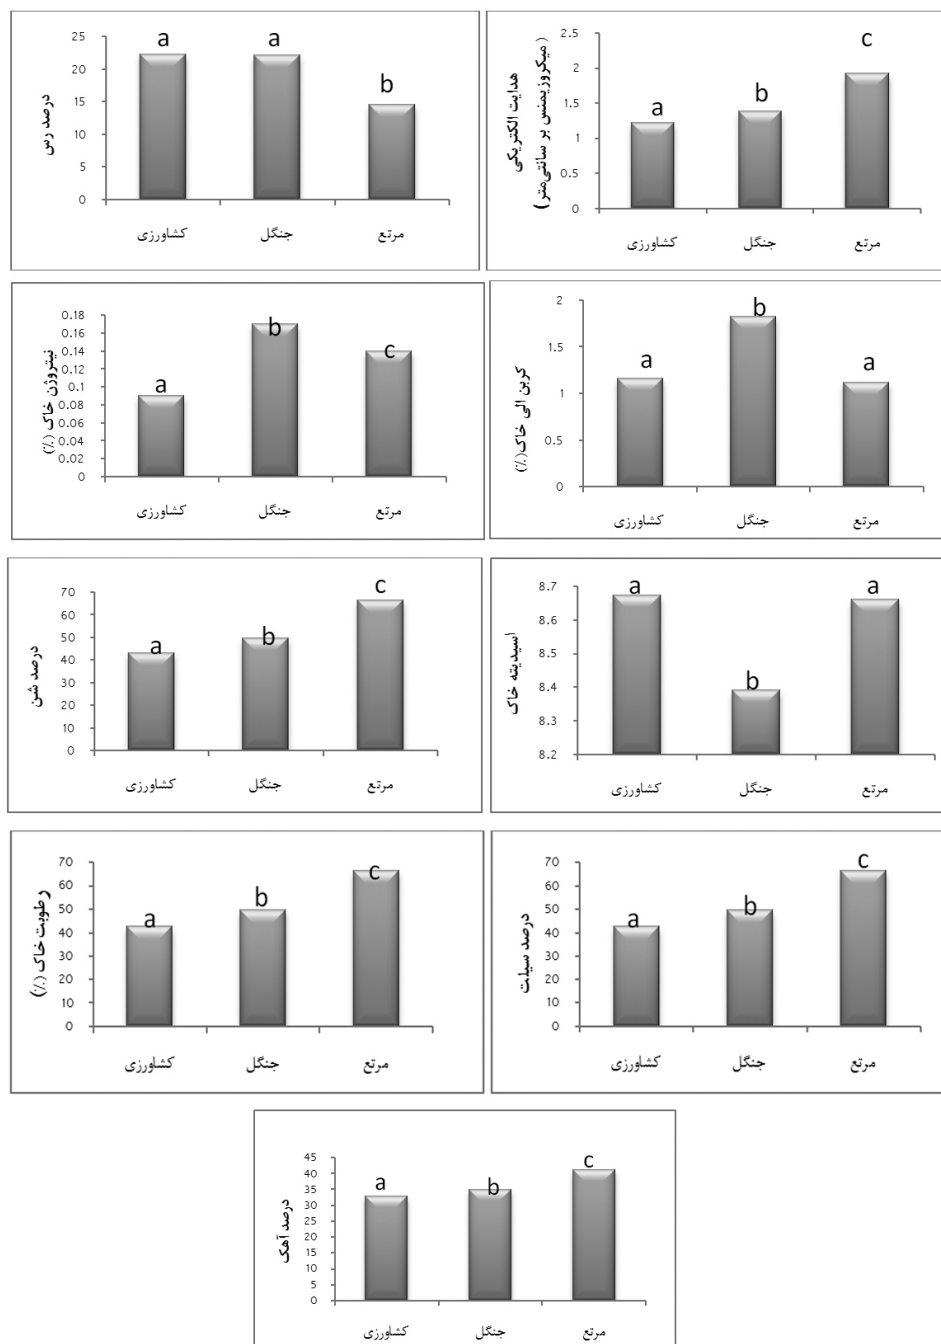 درصد رس
25
20
15
10
5
0
a
a
b
کشاورزی
جنگل
مرتع
هدایت الکتریکی
(میکروزیمنس بر سانتی‌متر)
2.5
2
1.5
1
0.5
0
a
b
c
کشاورزی
جنگل
مرتع
نیتروژن خاک (٪)
0.18
0.16
0.14
0.12
0.1
0.08
0.06
0.04
0.02
0
a
b
c
کشاورزی
جنگل
مرتع
کربن الی خاک(٪)
2
1.5
1
0.5
0
a
b
a
کشاورزی
جنگل
مرتع
درصد شن
70
60
50
40
30
20
10
0
a
b
c
کشاورزی
جنگل
مرتع
اسیدیته خاک
8.7
8.6
8.5
8.4
8.3
8.2
a
b
a
کشاورزی
جنگل
مرتع
رطوبت خاک (٪)
70
60
50
40
30
20
10
0
a
b
c
کشاورزی
جنگل
مرتع
درصد سیلت
70
60
50
40
30
20
10
0
a
b
c
کشاورزی
جنگل
مرتع
درصد آهک
45
40
35
30
25
20
15
10
5
0
a
b
c
کشاورزی
جنگل
مرتع